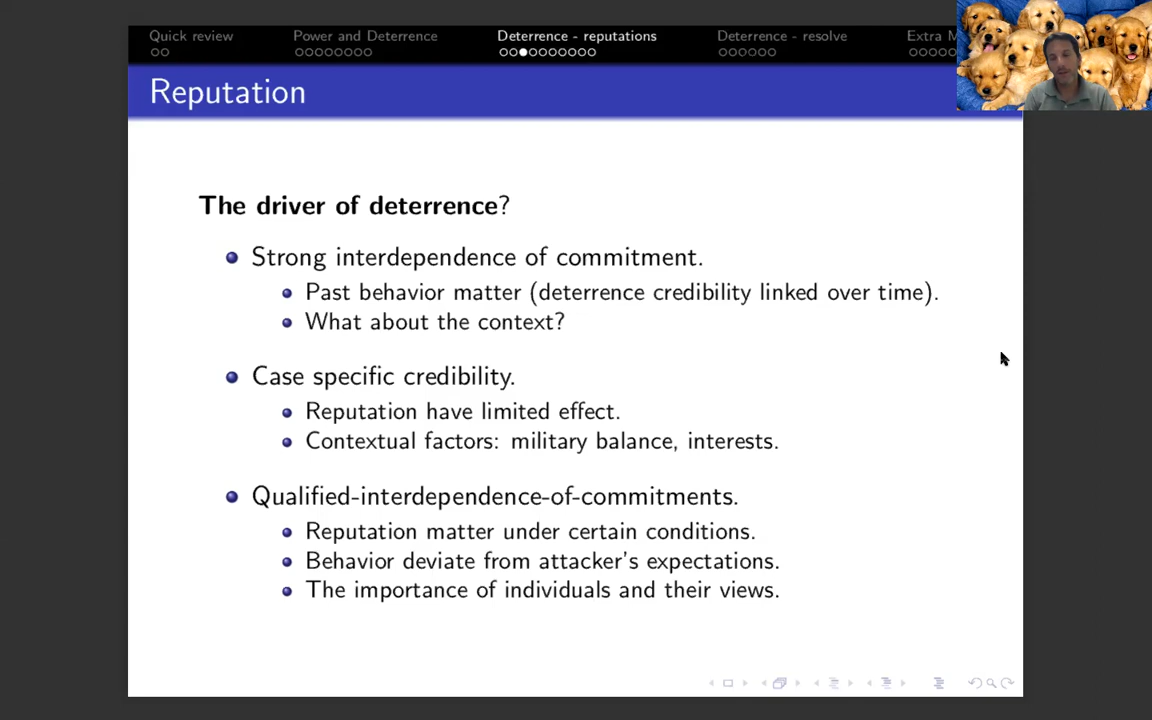 Quick review
Power and Deterrence
Deterrence - reputations
Deterrence - resolve
Extra M
Reputation
The driver of deterrence?
Strong interdependence of commitment.
Past behavior matter (deterrence credibility linked over time).
What about the context?
Case specific credibility.
Reputation have limited effect.
Contextual factors: military balance, interests.
Qualified-interdependence-of-commitments.
Reputation matter under certain conditions.
Behavior deviate from attacker's expectations.
The importance of individuals and their views.